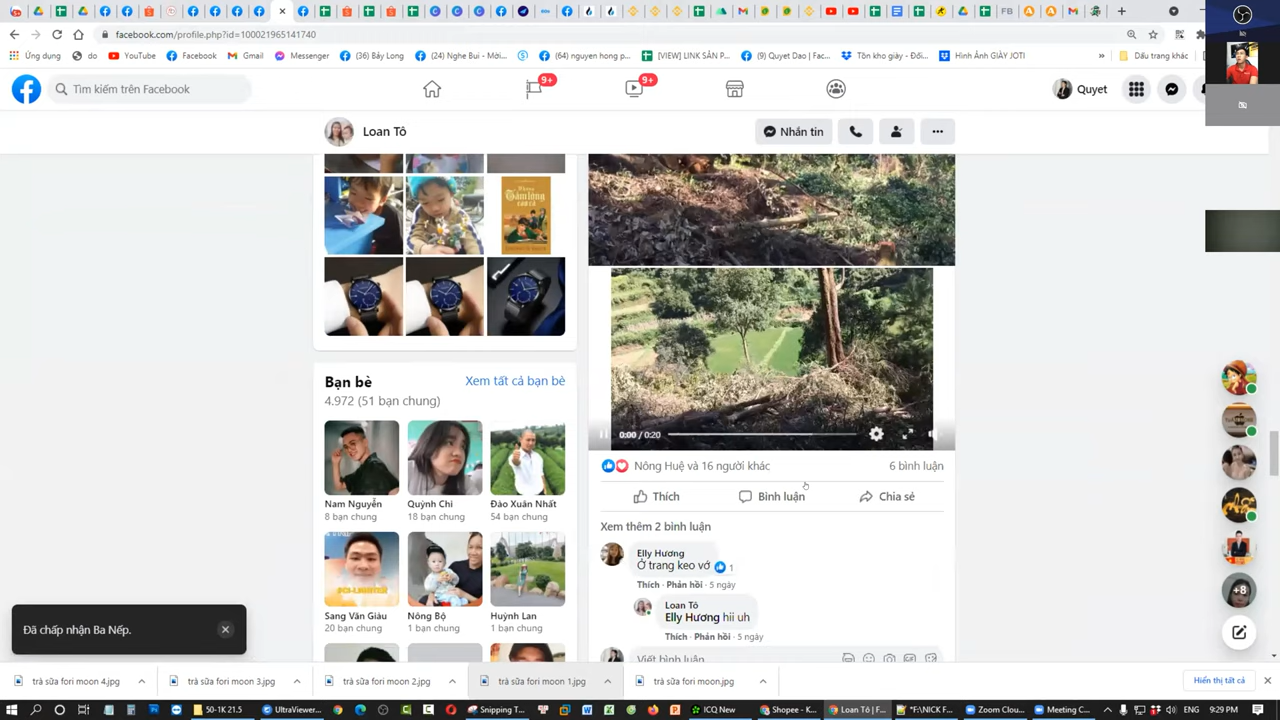 facebook.com/profile.php?id=100021965141740
Ứng dụng
do
YouTube
Facebook
Gmail
Messenger
(36) Bảy Long
(24) Nghe Bui - Mời...
(64) nguyen hong p...
[VIEW] LINK SẢN P...
(9) Quyet Dao | Fac...
Tồn kho giày - Đối...
Hình Ảnh GIÀY JOTI
»
Dấu trang khác
Tìm kiếm trên Facebook
9+
9+
Quyet
Loan Tô
Nhắn tin
Bạn bè
Xem tất cả bạn bè
4.972 (51 bạn chung)
Nam Nguyễn
8 bạn chung
Quỳnh Chi
18 bạn chung
Đào Xuân Nhất
54 bạn chung
Sang Văn Giàu
20 bạn chung
Nông Bộ
1 bạn chung
Huỳnh Lan
1 bạn chung
0:00 / 0:20
Nông Huệ và 16 người khác
6 bình luận
Thích
Bình luận
Chia sẻ
Xem thêm 2 bình luận
Elly Hương
Ở trang keo vớ
1
Thích · Phản hồi · 5 ngày
Loan Tô
Elly Hương hii uh
Thích · Phản hồi · 5 ngày
Viết bình luận...
+8
Đã chấp nhận Ba Nếp.
trà sữa fori moon 4.jpg
trà sữa fori moon 3.jpg
trà sữa fori moon 2.jpg
trà sữa fori moon 1.jpg
trà sữa fori moon.jpg
Hiển thị tất cả
50-1K 21.5
UltraViewer...
Snipping T...
ICQ New
Shopee - K...
Loan Tô | F...
*F:\NICK F...
Zoom Clou...
Meeting C...
ENG
9:29 PM